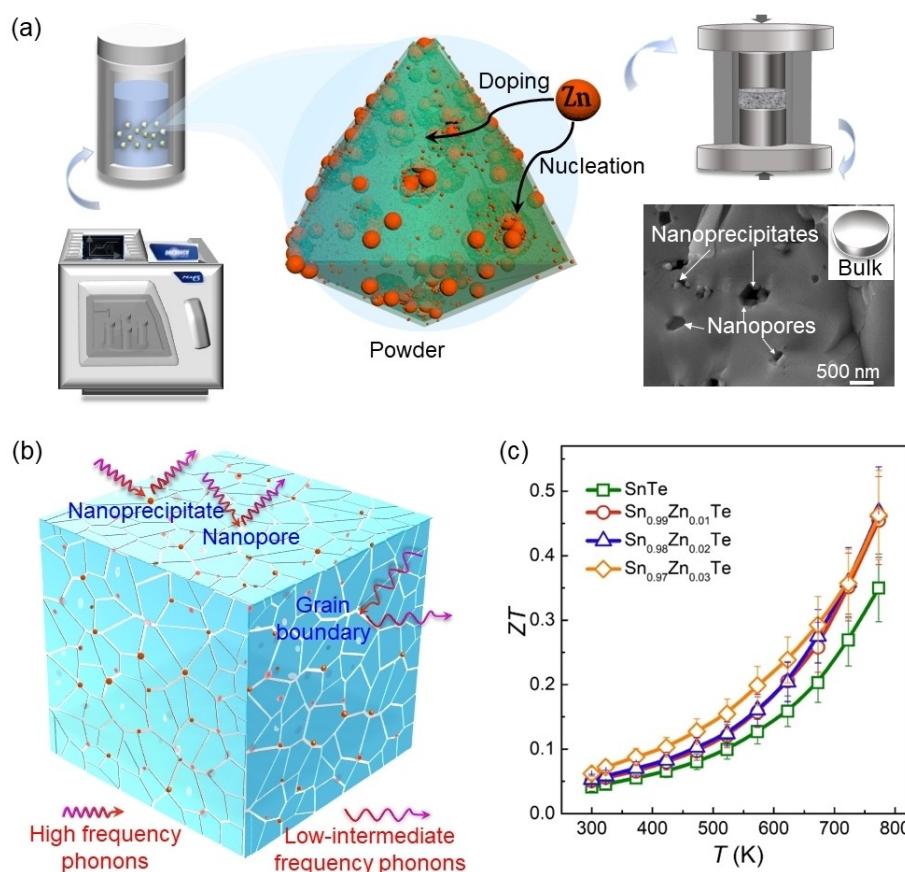 (a)
Doping
Zn
Nucleation
Powder
Nanoprecipitates
Bulk
Nanopores
500 nm
(b)
Nanoprecipitate
Nanopore
Grain
boundary
High frequency
phonons
Low-intermediate
frequency phonons
(c)
SnTe
Sn0.99Zn0.01Te
Sn0.98Zn0.02Te
Sn0.97Zn0.03Te
ZT
0.5
0.4
0.3
0.2
0.1
0.0
300 400 500 600 700 800
T (K)